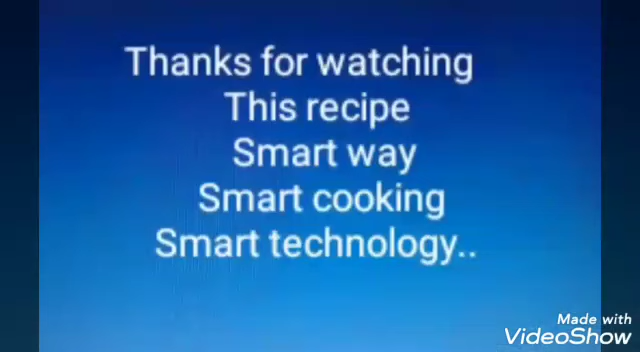 Thanks for watching
This recipe
Smart way
Smart cooking
Smart technology..
Made with
VideoShow